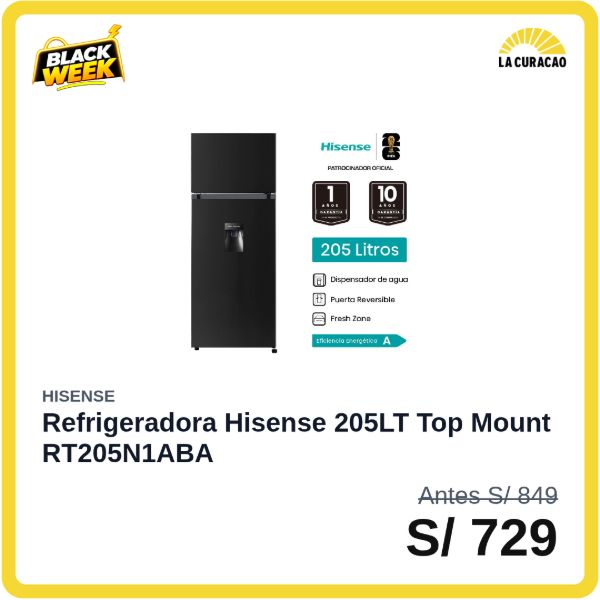 BLACK
WEEK
LA CURACAO
Hisense
PATROCINADOR OFICIAL
1
AÑOS
GARANTÍA
10
AÑOS
GARANTÍA
205 Litros
Dispensador de agua
Puerta Reversible
Fresh Zone
Eficiencia Energética A
HISENSE
Refrigeradora Hisense 205LT Top Mount
RT205N1ABA
Antes S/ 849
S/ 729